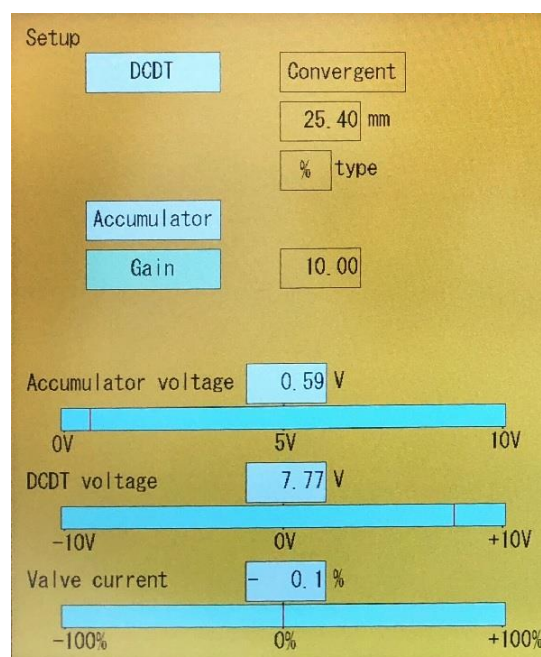 Setup
DCDT Convergent
25.40 mm
% type
Accumulator
Gain 10.00
Accumulator voltage 0.59 V
0V 5V 10V
DCDT voltage 7.77 V
-10V 0V +10V
Valve current - 0.1 %
-100% 0% +100%